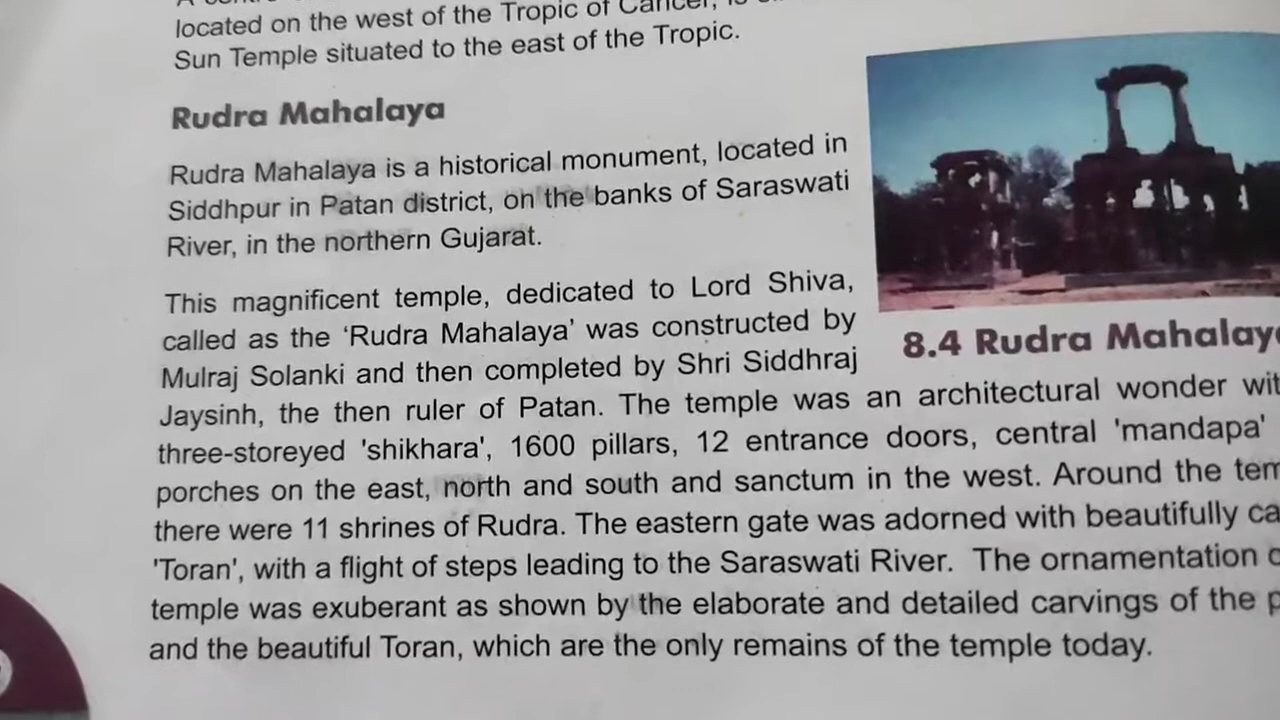 located on the west of the Tropic of Cancer, is
Sun Temple situated to the east of the Tropic.
Rudra Mahalaya
Rudra Mahalaya is a historical monument, located in
Siddhpur in Patan district, on the banks of Saraswati
River, in the northern Gujarat.
This magnificent temple, dedicated to Lord Shiva,
called as the 'Rudra Mahalaya' was constructed by
Mulraj Solanki and then completed by Shri Siddhraj
8.4 Rudra Mahalay
Jaysinh, the then ruler of Patan. The temple was an architectural wonder wit
three-storeyed 'shikhara', 1600 pillars, 12 entrance doors, central 'mandapa'
porches on the east, north and south and sanctum in the west. Around the tem
there were 11 shrines of Rudra. The eastern gate was adorned with beautifully ca
'Toran', with a flight of steps leading to the Saraswati River. The ornamentation
temple was exuberant as shown by the elaborate and detailed carvings of the p
and the beautiful Toran, which are the only remains of the temple today.